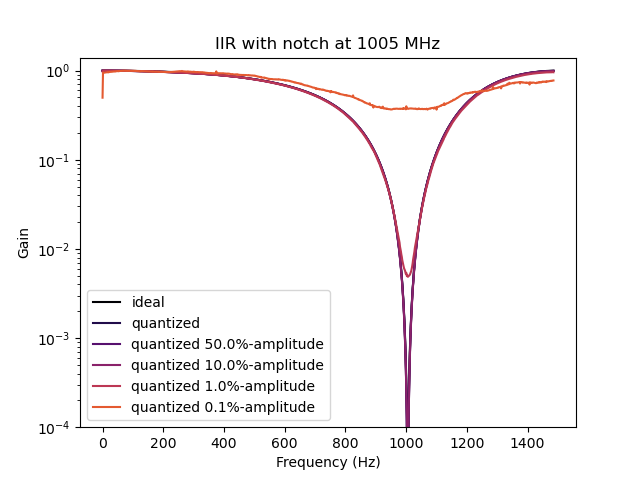 IIR with notch at 1005 MHz
10⁰
10⁻¹
10⁻²
10⁻³
10⁻⁴
Gain
ideal
quantized
quantized 50.0%-amplitude
quantized 10.0%-amplitude
quantized 1.0%-amplitude
quantized 0.1%-amplitude
0 200 400 600 800 1000 1200 1400
Frequency (Hz)